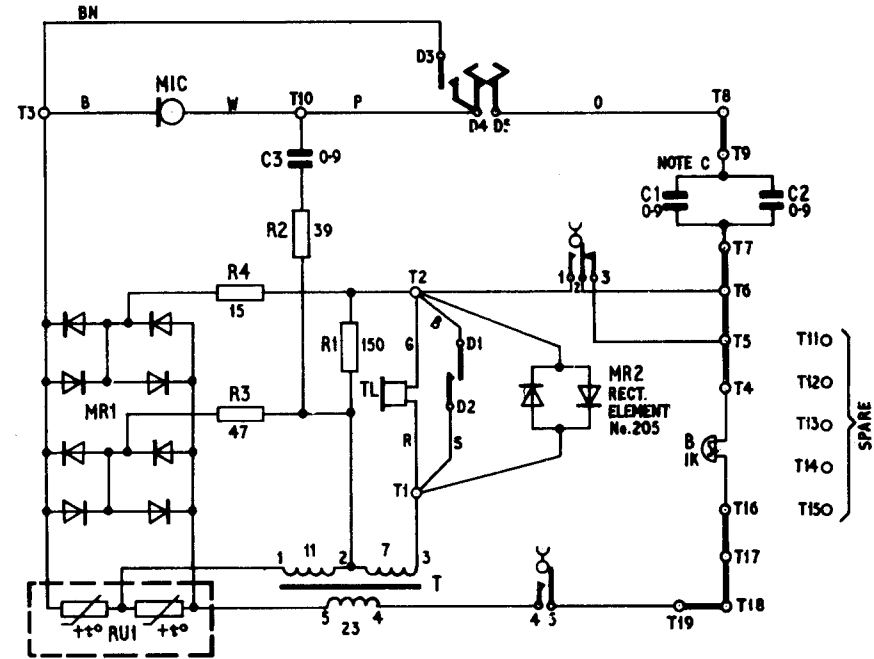 BN
D3
MIC
T3
B
W
T10
P
D4 D5
O
T8
T9
NOTE C
C3
0-9
C1
0-9
C2
0-9
R2
39
T7
1
2
3
T6
R4
15
T2
R1
150
G
B
D1
T5
T11
T12
T13
T14
T15
SPARE
T4
MR1
R3
47
TL
D2
R
S
MR2
RECT.
ELEMENT
No.205
B
1K
T1
T16
T17
1
11
2
7
3
T
5
23
4
4
5
T18
T19
+t°
RU1
+t°